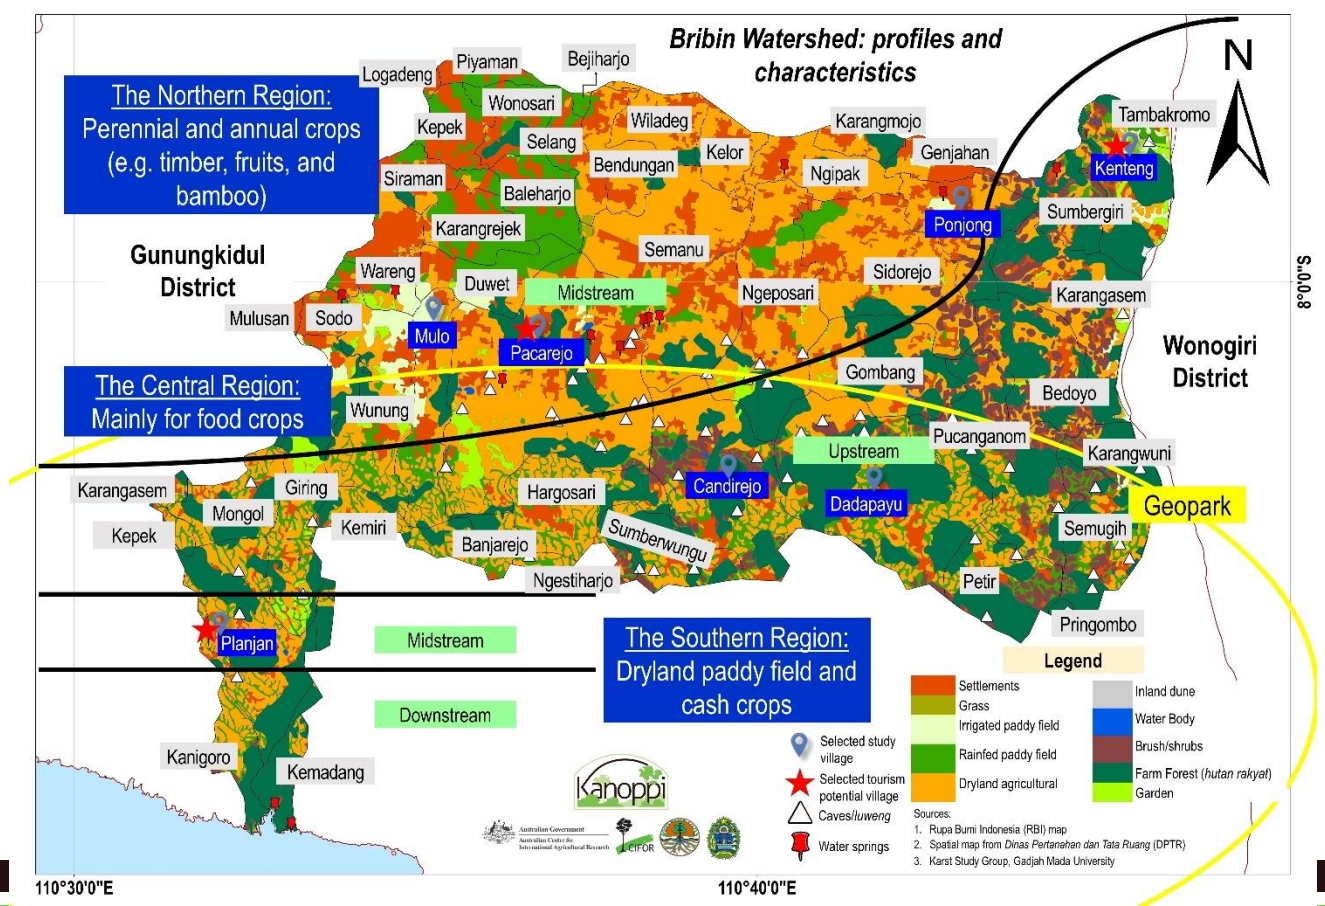 Bribin Watershed: profiles and
characteristics
N
The Northern Region:
Perennial and annual crops
(e.g. timber, fruits, and
bamboo)
Logadeng
Piyaman
Bejiharjo
Wonosari
Kepek
Selang
Wiladeg
Karangmojo
Tambakromo
Bendungan
Kelor
Genjahan
Kenteng
Siraman
Baleharjo
Ngipak
Ponjong
Sumbergiri
Karangrejek
Gunungkidul
District
Semanu
Wareng
Duwet
Midstream
Ngeposari
Sidorejo
Karangasem
8°0'0"S
Mulusan
Sodo
Mulo
Pacarejo
Wonogiri
District
The Central Region:
Mainly for food crops
Wunung
Gombang
Bedoyo
Pucanganom
Upstream
Karangwuni
Karangasem
Giring
Hargosari
Candirejo
Dadapayu
Geopark
Mongol
Kepek
Kemiri
Banjarejo
Sumberwungu
Semugih
Ngestiharjo
Petir
Pringombo
Planjan
Midstream
Downstream
The Southern Region:
Dryland paddy field and
cash crops
Kanigoro
Kemadang
Legend
Settlements
Grass
Irrigated paddy field
Rainfed paddy field
Dryland agricultural
Inland dune
Water Body
Brush/shrubs
Farm Forest (hutan rakyat)
Garden
Selected study
village
Selected tourism
potential village
Caves/luweng
Water springs
Sources:
1. Rupa Bumi Indonesia (RBI) map
2. Spatial map from Dinas Pertanahan dan Tata Ruang (DPTR)
3. Karst Study Group, Gadjah Mada University
Kanoppi
Australian Government
Australian Centre for
International Agricultural Research
CIFOR
110°30'0"E
110°40'0"E